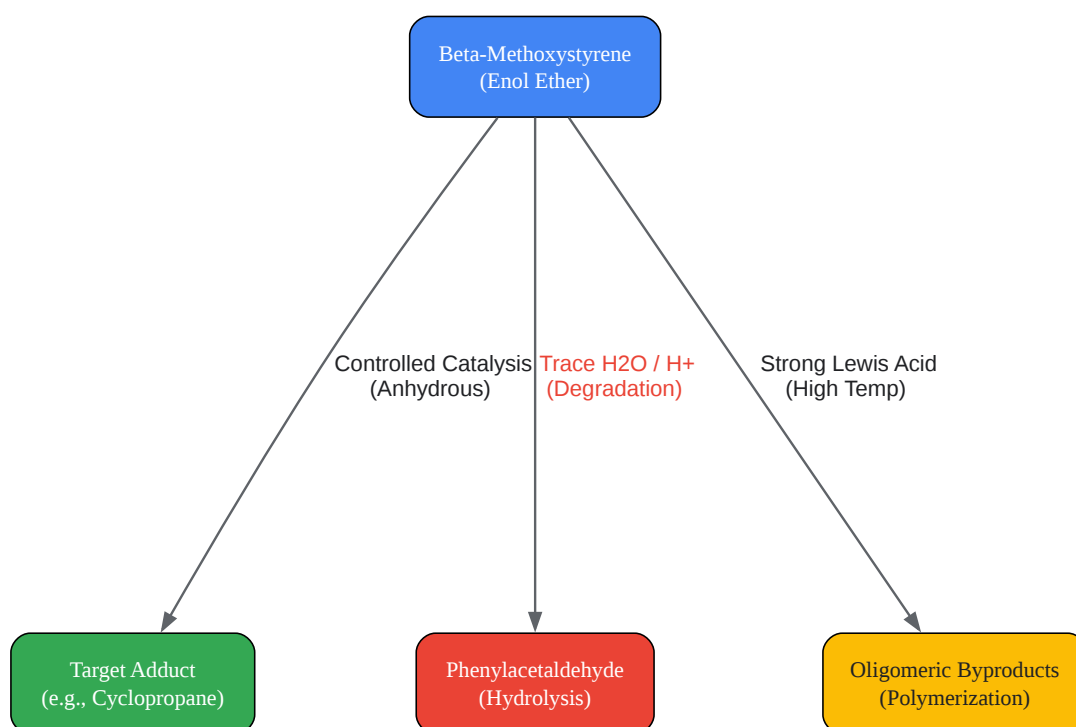 Beta-Methoxystyrene
(Enol Ether)
Controlled Catalysis
(Anhydrous)
Trace H2O / H+
(Degradation)
Strong Lewis Acid
(High Temp)
Target Adduct
(e.g., Cyclopropane)
Phenylacetaldehyde
(Hydrolysis)
Oligomeric Byproducts
(Polymerization)